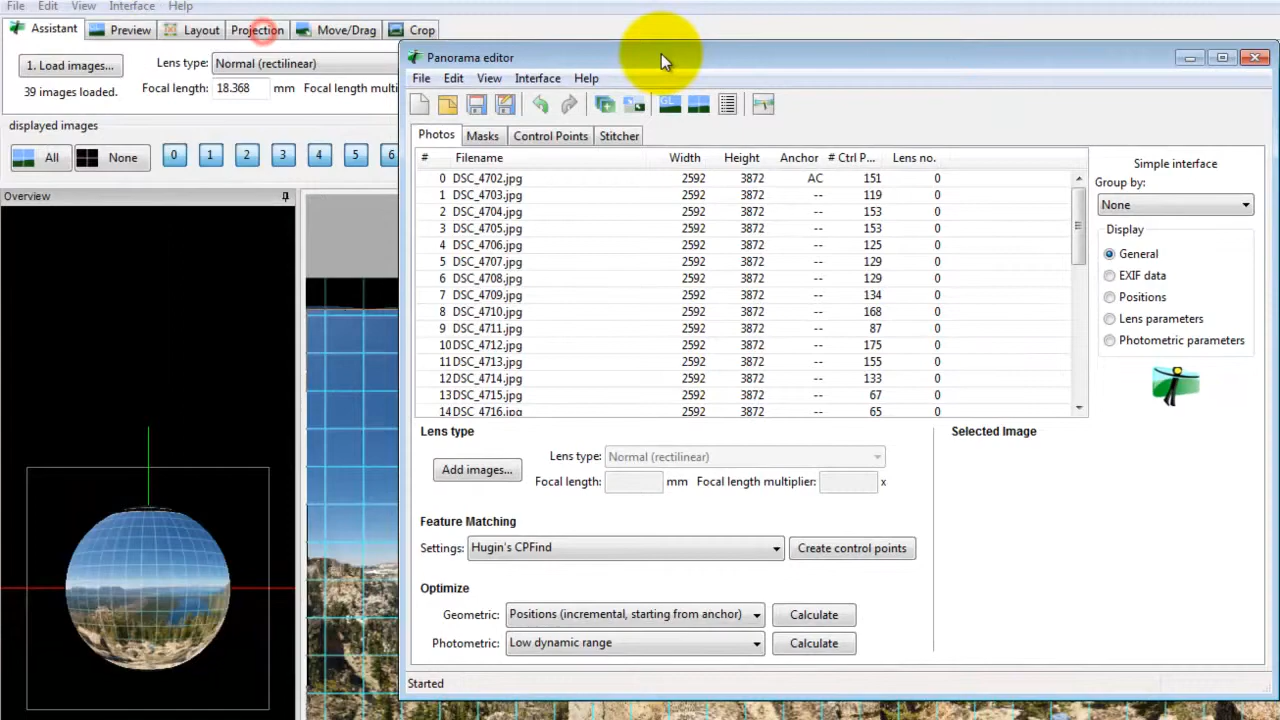 File Edit View Interface Help
Assistant Preview Layout Projection Move/Drag Crop
1. Load images... Lens type: Normal (rectilinear)
39 images loaded. Focal length: 18.368 mm Focal length multi
displayed images
All None 0 1 2 3 4 5 6
Overview
Panorama editor
File Edit View Interface Help
Photos Masks Control Points Stitcher
# Filename Width Height Anchor # Ctrl P... Lens no.
0 DSC_4702.jpg 2592 3872 AC 151 0
1 DSC_4703.jpg 2592 3872 -- 119 0
2 DSC_4704.jpg 2592 3872 -- 153 0
3 DSC_4705.jpg 2592 3872 -- 153 0
4 DSC_4706.jpg 2592 3872 -- 125 0
5 DSC_4707.jpg 2592 3872 -- 129 0
6 DSC_4708.jpg 2592 3872 -- 129 0
7 DSC_4709.jpg 2592 3872 -- 134 0
8 DSC_4710.jpg 2592 3872 -- 168 0
9 DSC_4711.jpg 2592 3872 -- 87 0
10 DSC_4712.jpg 2592 3872 -- 175 0
11 DSC_4713.jpg 2592 3872 -- 155 0
12 DSC_4714.jpg 2592 3872 -- 133 0
13 DSC_4715.jpg 2592 3872 -- 67 0
14 DSC_4716.jpg 2592 3872 -- 65 0
Simple interface
Group by:
None
Display
General
EXIF data
Positions
Lens parameters
Photometric parameters
Lens type
Selected Image
Add images... Lens type: Normal (rectilinear)
Focal length: mm Focal length multiplier: x
Feature Matching
Settings: Hugin's CPFind Create control points
Optimize
Geometric: Positions (incremental, starting from anchor) Calculate
Photometric: Low dynamic range Calculate
Started